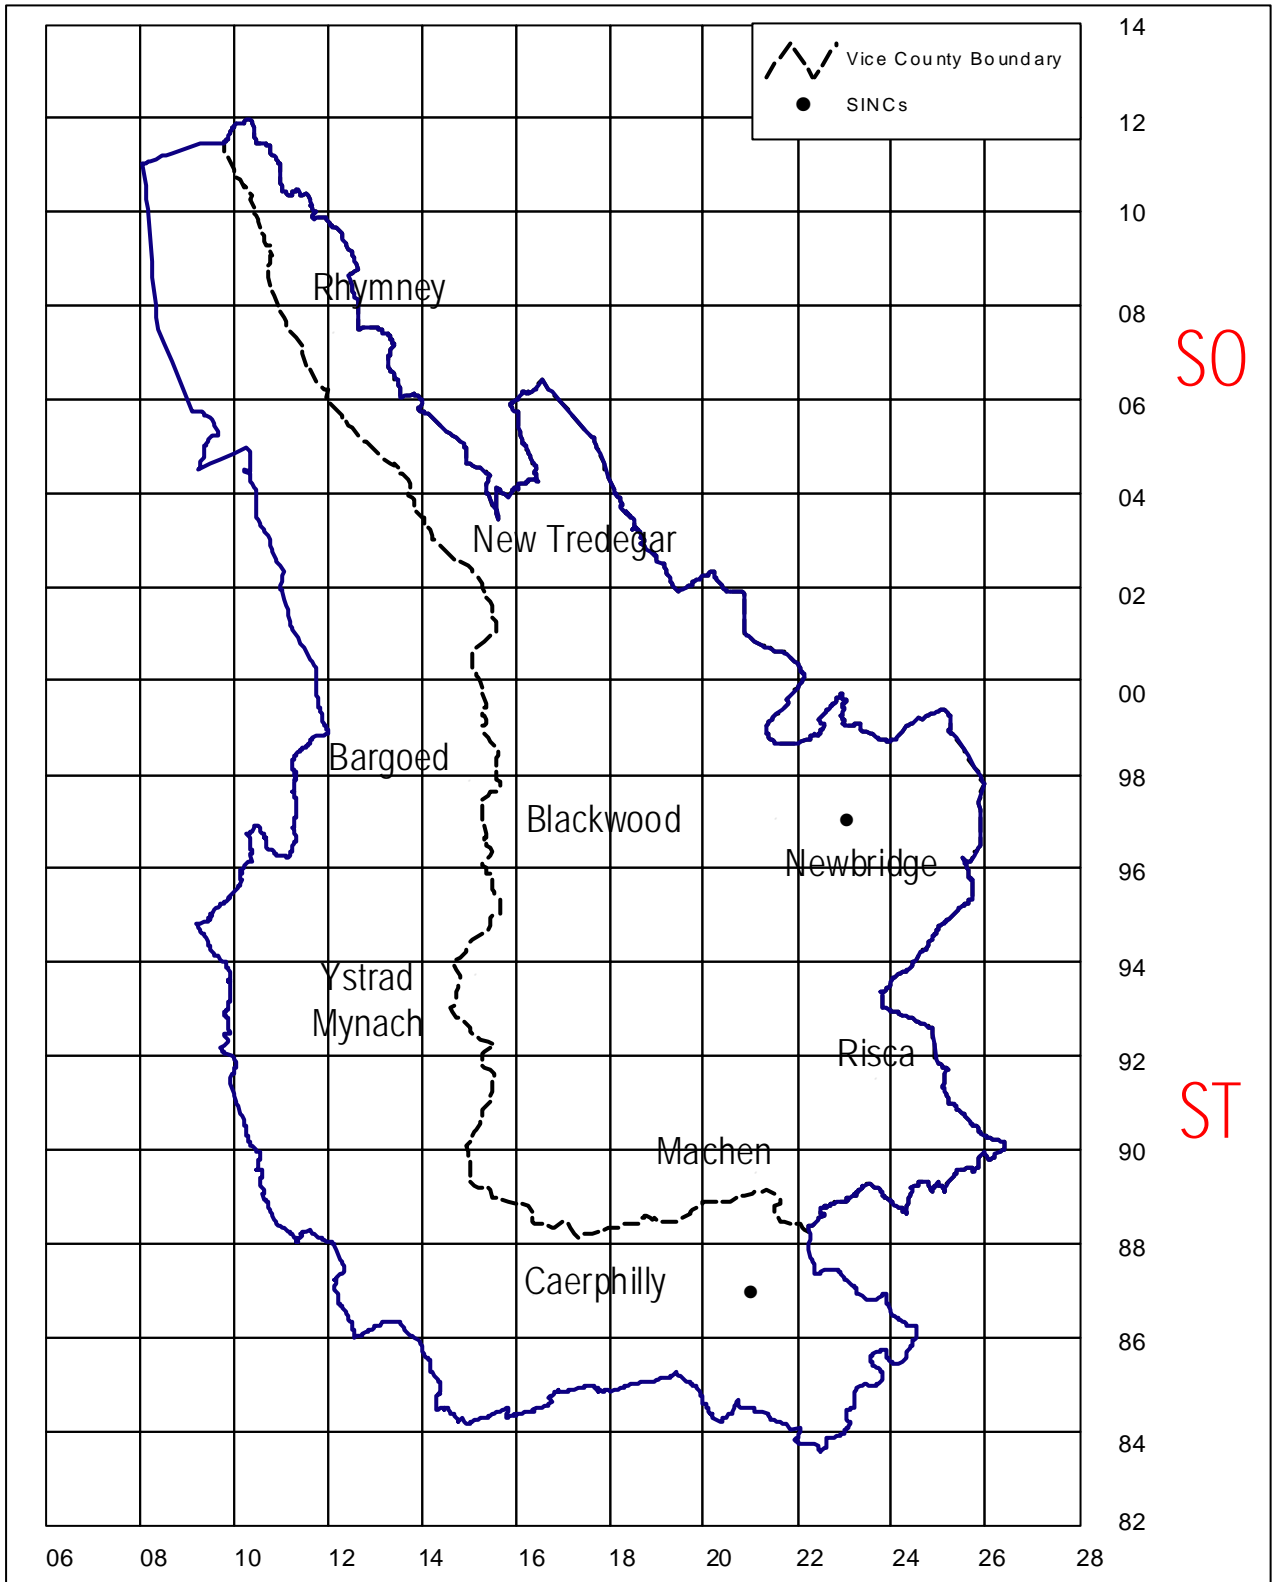 14
Vice County Boundary
SINCs
12
10
Rhymney
08
SO
06
04
New Tredegar
02
00
Bargoed
98
Blackwood
Newbridge
96
Ystrad
Mynach
94
Risca
92
ST
Machen
90
88
Caerphilly
86
84
82
06 08 10 12 14 16 18 20 22 24 26 28